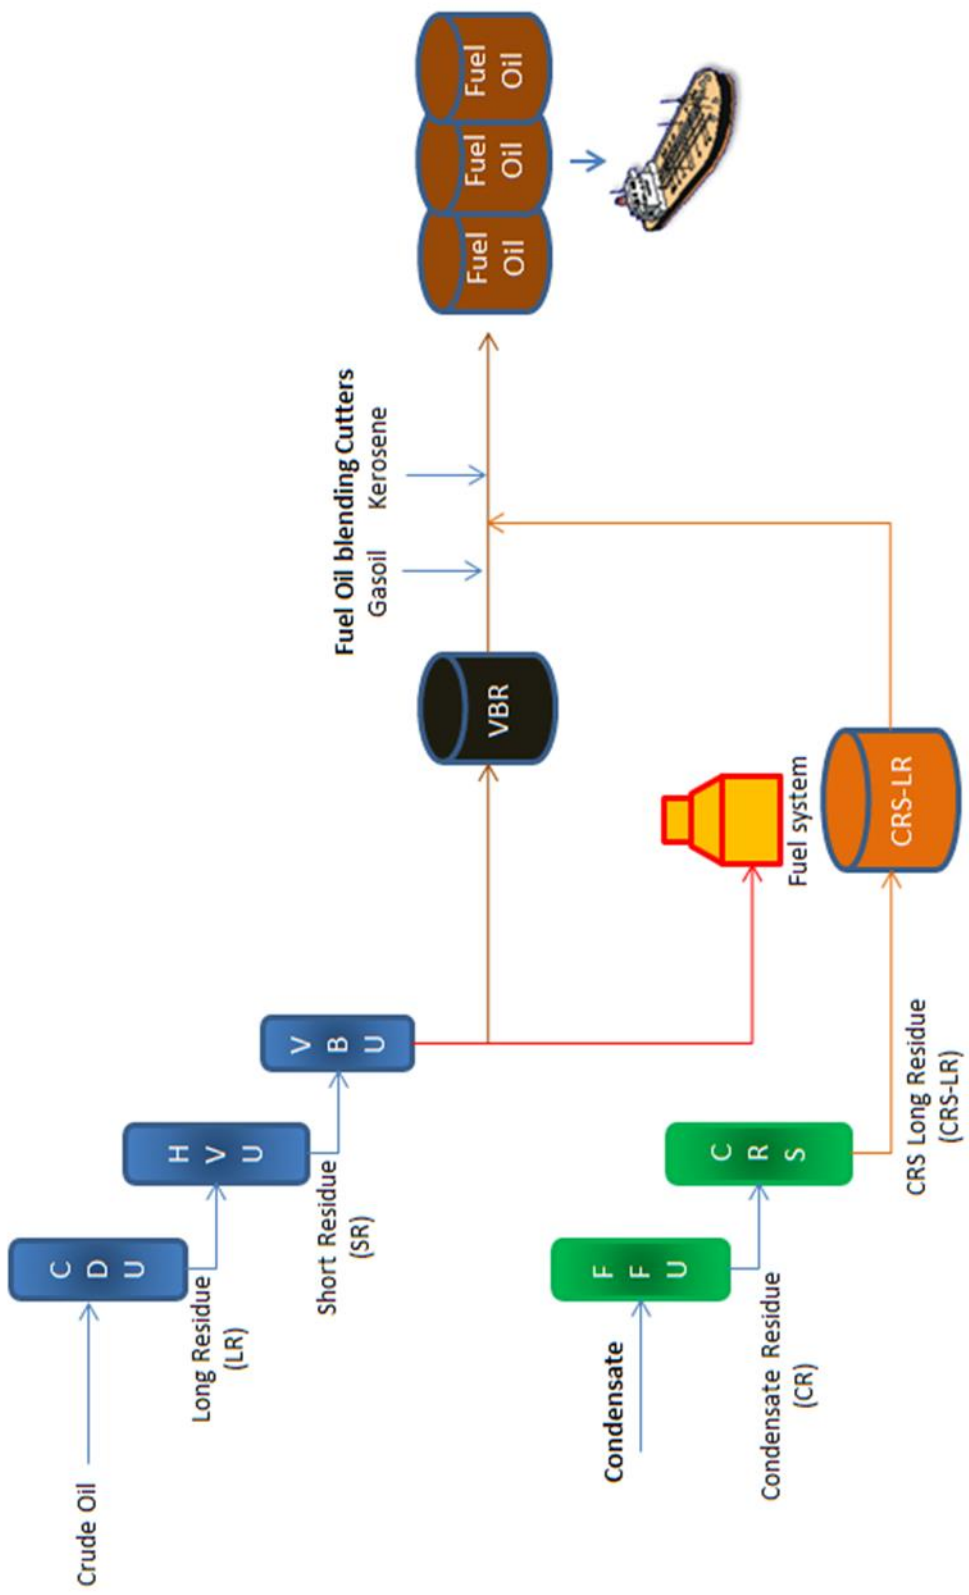 Crude Oil
C
D
U
Long Residue
(LR)
H
V
U
Short Residue
(SR)
V
B
U
VBR
Fuel Oil blending Cutters
Gasoil
Kerosene
Fuel
Oil
Fuel
Oil
Fuel
Oil
Condensate
F
F
U
Condensate Residue
(CR)
C
R
S
CRS Long Residue
(CRS-LR)
Fuel system
CRS-LR